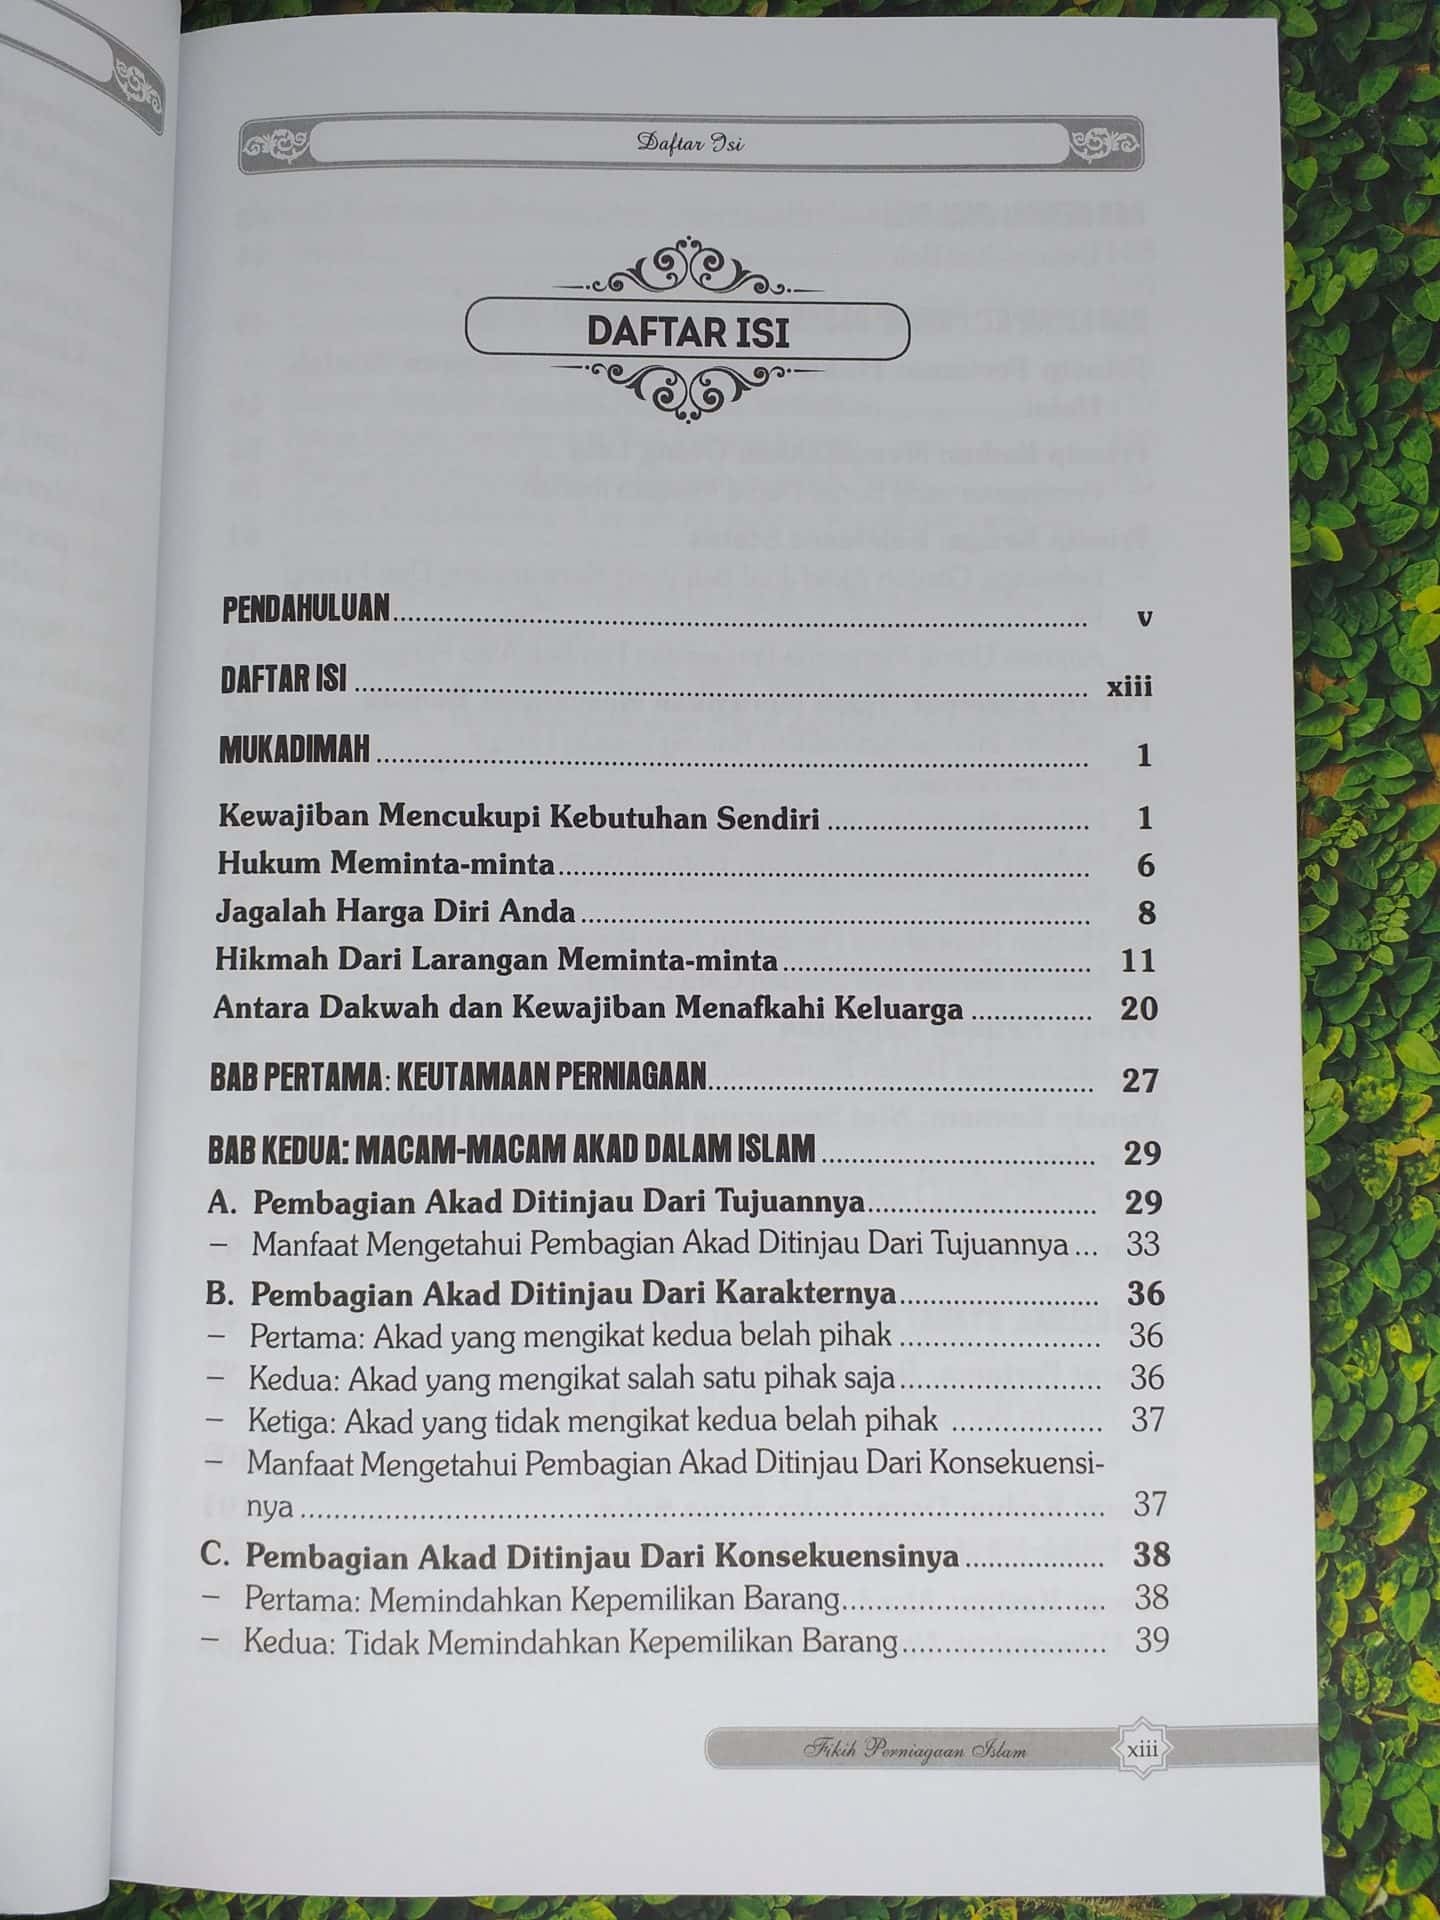 Daftar Isi
DAFTAR ISI
PENDAHULUAN ........................ v
DAFTAR ISI ........................ xiii
MUKADIMAH ........................ 1
Kewajiban Mencukupi Kebutuhan Sendiri ........................ 1
Hukum Meminta-minta ........................ 6
Jagalah Harga Diri Anda ........................ 8
Hikmah Dari Larangan Meminta-minta ........................ 11
Antara Dakwah dan Kewajiban Menafkahi Keluarga ............... 20
BAB PERTAMA: KEUTAMAAN PERNIAGAAN ........................ 27
BAB KEDUA: MACAM-MACAM AKAD DALAM ISLAM ........................ 29
A. Pembagian Akad Ditinjau Dari Tujuannya ........................ 29
– Manfaat Mengetahui Pembagian Akad Ditinjau Dari Tujuannya ... 33
B. Pembagian Akad Ditinjau Dari Karakternya ........................ 36
– Pertama: Akad yang mengikat kedua belah pihak ........................ 36
– Kedua: Akad yang mengikat salah satu pihak saja ........................ 36
– Ketiga: Akad yang tidak mengikat kedua belah pihak .................. 37
– Manfaat Mengetahui Pembagian Akad Ditinjau Dari Konsekuensi-
nya ........................ 37
C. Pembagian Akad Ditinjau Dari Konsekuensinya ................. 38
– Pertama: Memindahkan Kepemilikan Barang ........................ 38
– Kedua: Tidak Memindahkan Kepemilikan Barang ........................ 39
Fikih Perniagaan Islam xiii